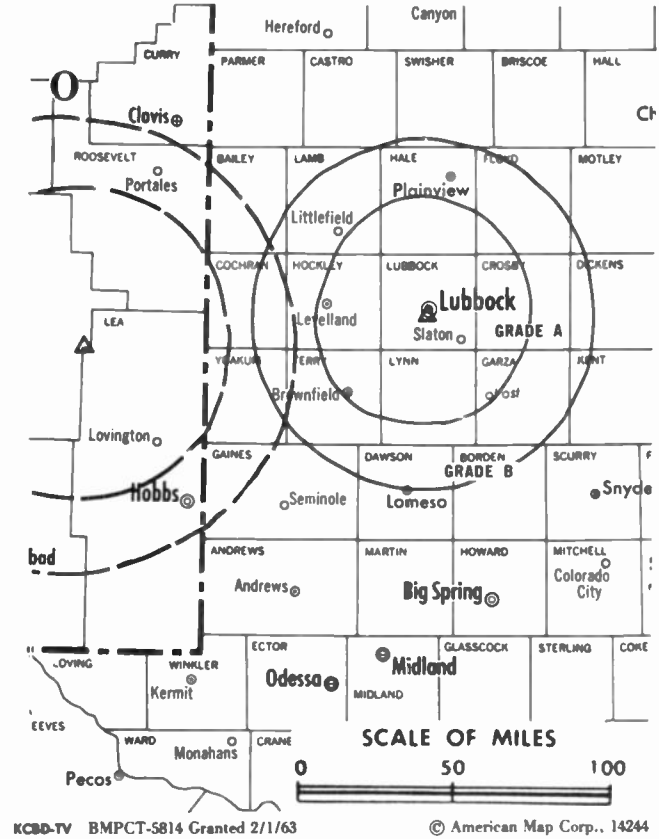 Canyon
Hereford
CURRY
PARMER
CASTRO
SWISHER
BRISCOE
HALL
O
Clovis
Ch
ROOSEVELT
BAILEY
LAMB
HALE
FLOYD
MOTLEY
Portales
Plainview
Littlefield
COCHRAN
HOCKLEY
LUBBOCK
CROSBY
DICKENS
Lubbock
Levelland
LEA
Slaton
GRADE A
YOAKUM
TERRY
LYNN
GARZA
KENT
Brownfield
Post
Lovington
GAINES
DAWSON
BORDEN
SCURRY
F
GRADE B
Hobbs
Seminole
Lomeso
Snyde
bad
ANDREWS
MARTIN
HOWARD
MITCHELL
Colorado
City
Andrews
Big Spring
ECTOR
GLASSCOCK
STERLING
COKE
LOVING
WINKLER
Midland
Kermit
Odessa
MIDLAND
EEVES
WARD
CRANE
Monahans
SCALE OF MILES
Pecos
0 50 100
KCBD-TV BMPCT-5814 Granted 2/1/63 © American Map Corp., 14244